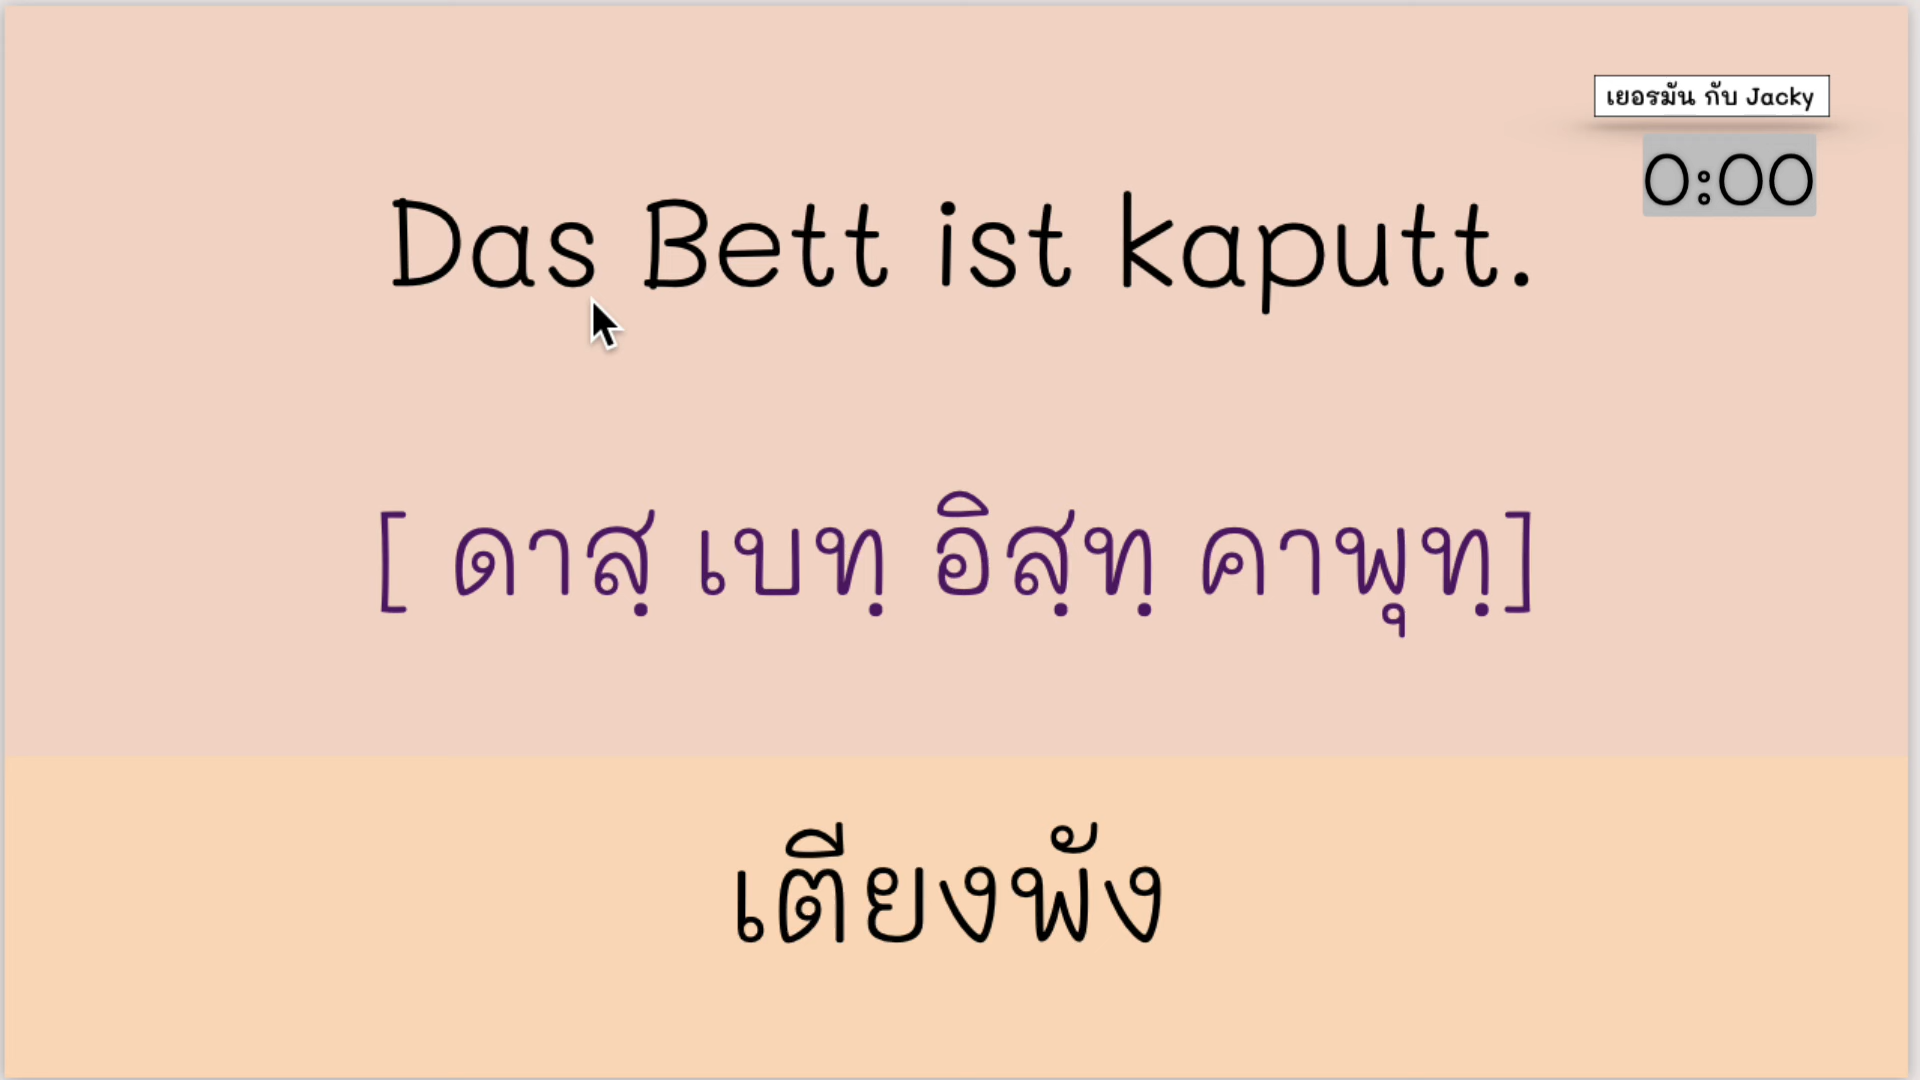 เยอรมัน กับ Jacky
0:00
Das Bett ist kaputt.
[ ดาสฺ เบทฺ อิสฺทฺ คาพุทฺ]
เตียงพัง